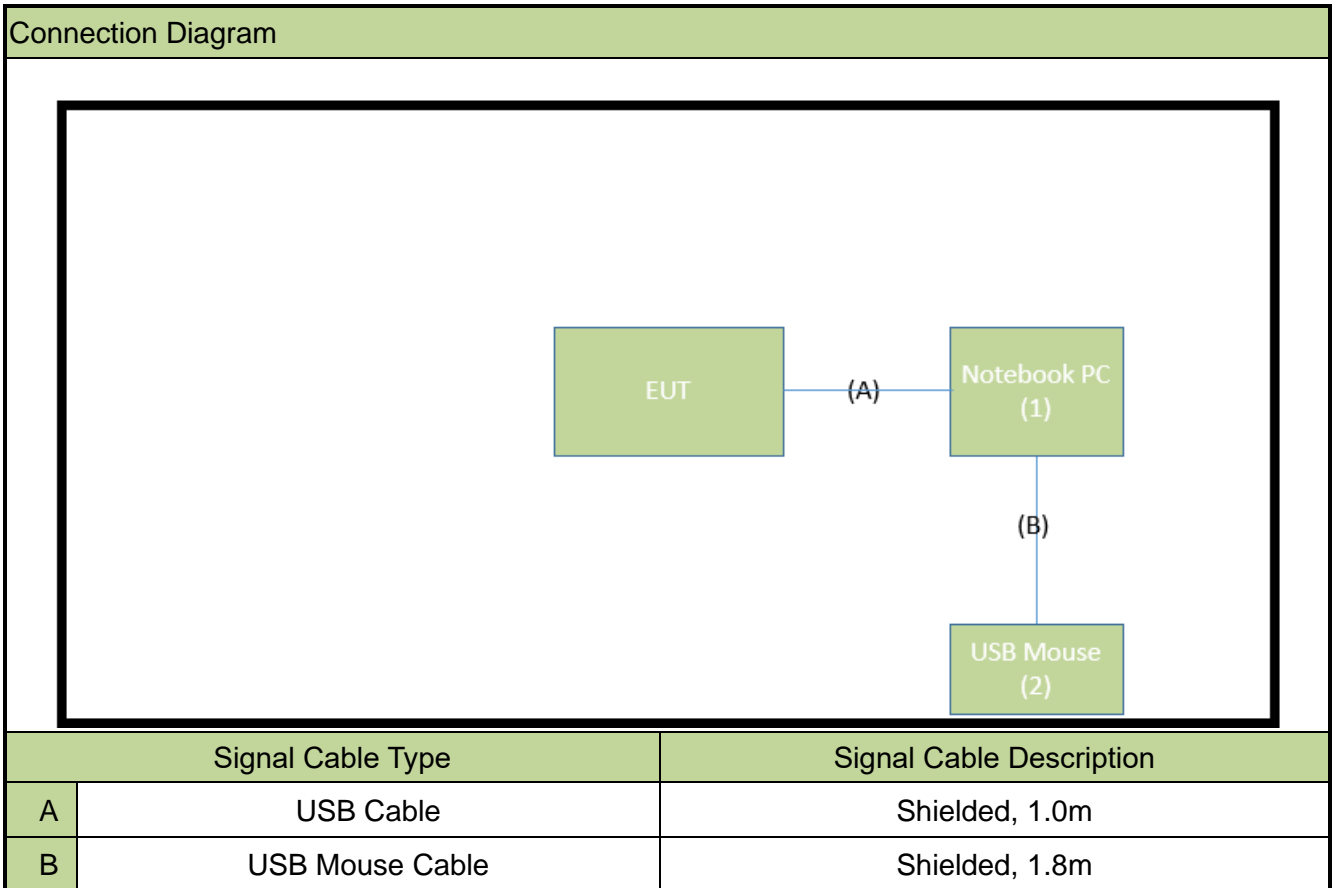 Connection Diagram
EUT
(A)
Notebook PC
(1)
(B)
USB Mouse
(2)
Signal Cable Type Signal Cable Description
A USB Cable Shielded, 1.0m
B USB Mouse Cable Shielded, 1.8m